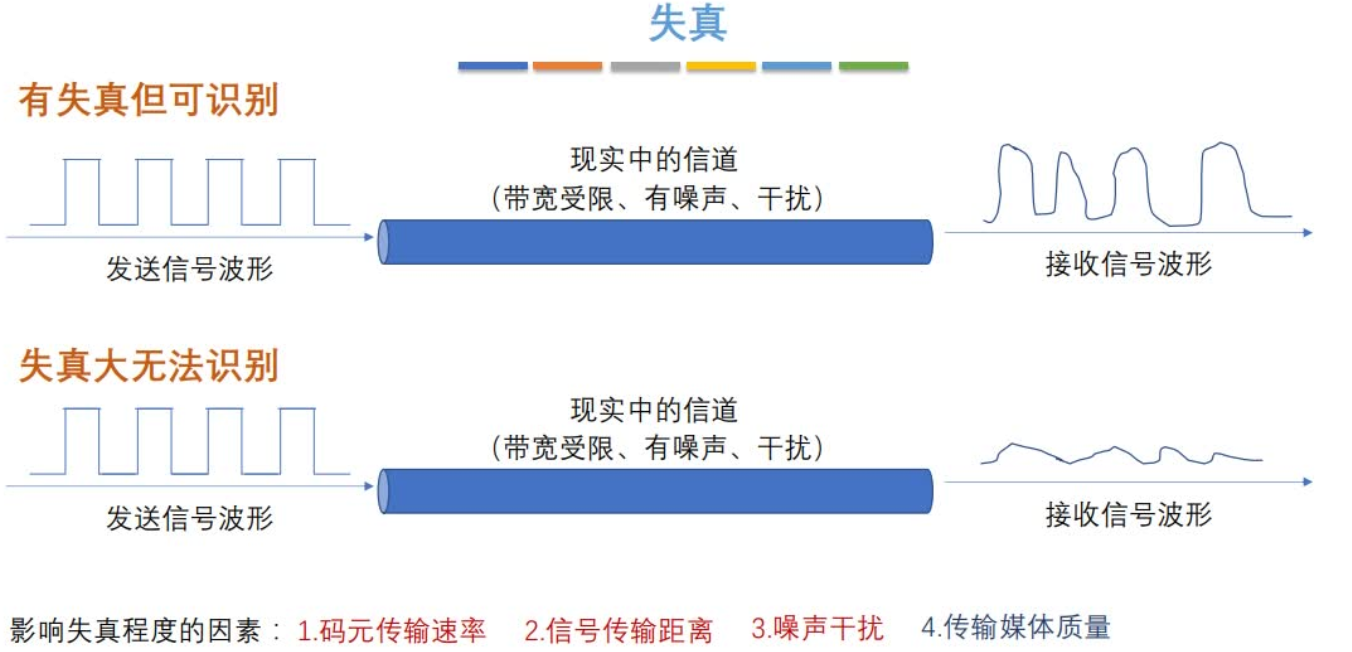 失真
有失真但可识别
现实中的信道
（带宽受限、有噪声、干扰）
发送信号波形
接收信号波形
失真大无法识别
现实中的信道
（带宽受限、有噪声、干扰）
发送信号波形
接收信号波形
影响失真程度的因素：1.码元传输速率 2.信号传输距离 3.噪声干扰 4.传输媒体质量